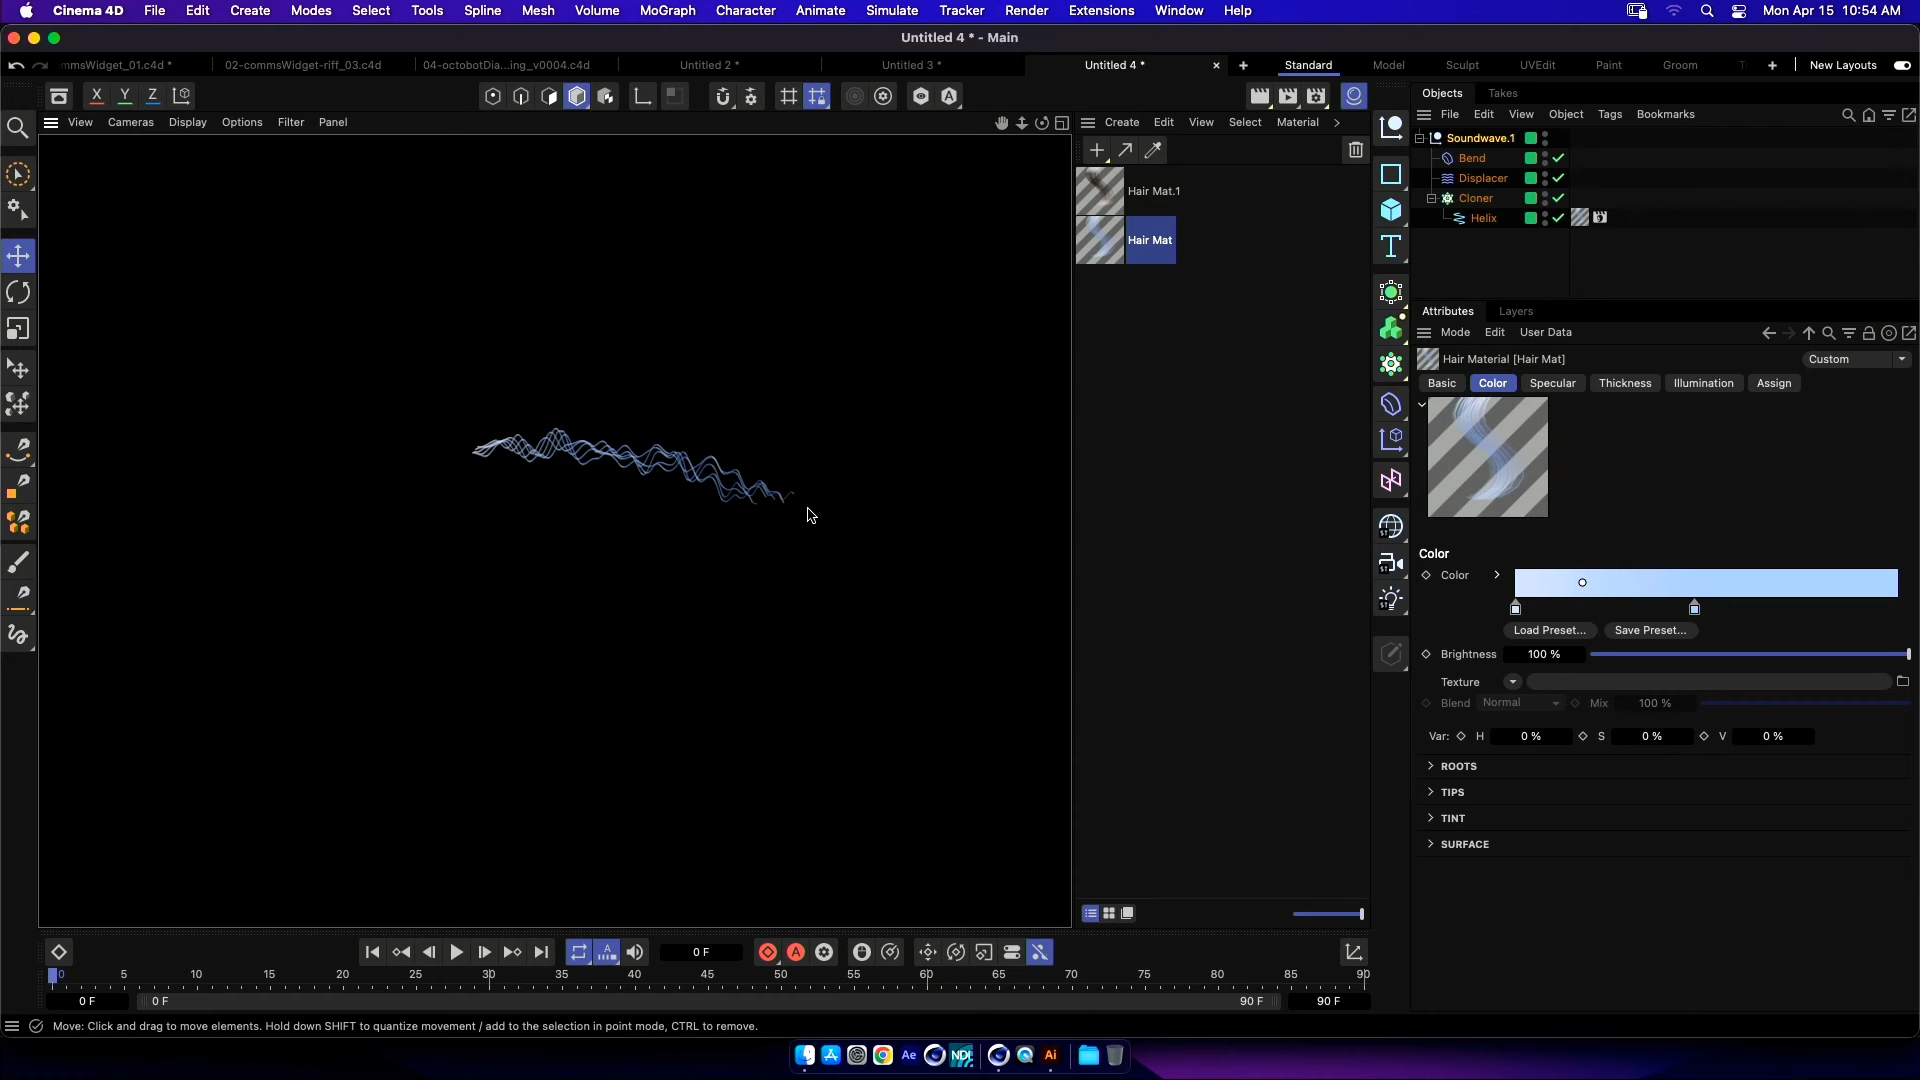 Cinema 4D File Edit Create Modes Select Tools Spline Mesh Volume MoGraph Character Animate Simulate Tracker Render Extensions Window Help Mon Apr 15 10:54 AM
Untitled 4 * - Main
mmsWidget_01.c4d * 02-commsWidget-riff_03.c4d 04-octobotDia...ing_v0004.c4d Untitled 2 * Untitled 3 * Untitled 4 * Standard Model Sculpt UVEdit Paint Groom New Layouts
X Y Z
Objects Takes
View Cameras Display Options Filter Panel
Create Edit View Select Material
File Edit View Object Tags Bookmarks
Soundwave.1
Bend
Displacer
Cloner
Helix
Hair Mat.1
Hair Mat
Attributes Layers
Mode Edit User Data
Hair Material [Hair Mat] Custom
Basic Color Specular Thickness Illumination Assign
Color
Color
Load Preset... Save Preset...
Brightness 100 %
Texture
Blend Normal Mix 100 %
Var: H 0 % S 0 % V 0 %
ROOTS
TIPS
TINT
SURFACE
0 F
0 5 10 15 20 25 30 35 40 45 50 55 60 65 70 75 80 85 90
0 F 0 F 90 F 90 F
Move: Click and drag to move elements. Hold down SHIFT to quantize movement / add to the selection in point mode, CTRL to remove.
Ae NDI Ai